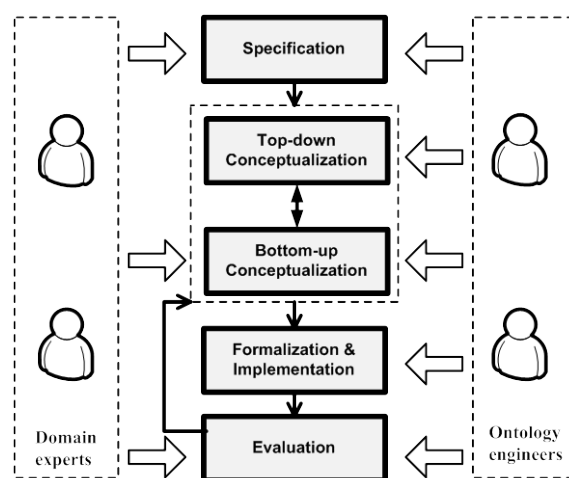 Specification
Top-down
Conceptualization
Bottom-up
Conceptualization
Formalization &
Implementation
Evaluation
Domain
experts
Ontology
engineers